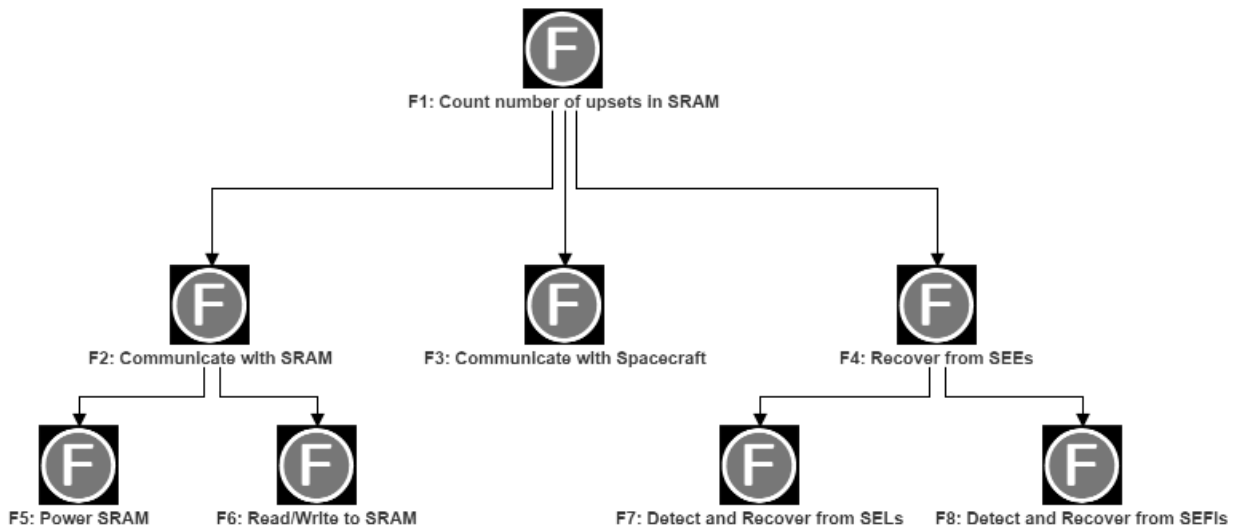 F
F1: Count number of upsets in SRAM
F F F
F2: Communicate with SRAM F3: Communicate with Spacecraft F4: Recover from SEEs
F F F F
F5: Power SRAM F6: Read/Write to SRAM F7: Detect and Recover from SELs F8: Detect and Recover from SEFIs